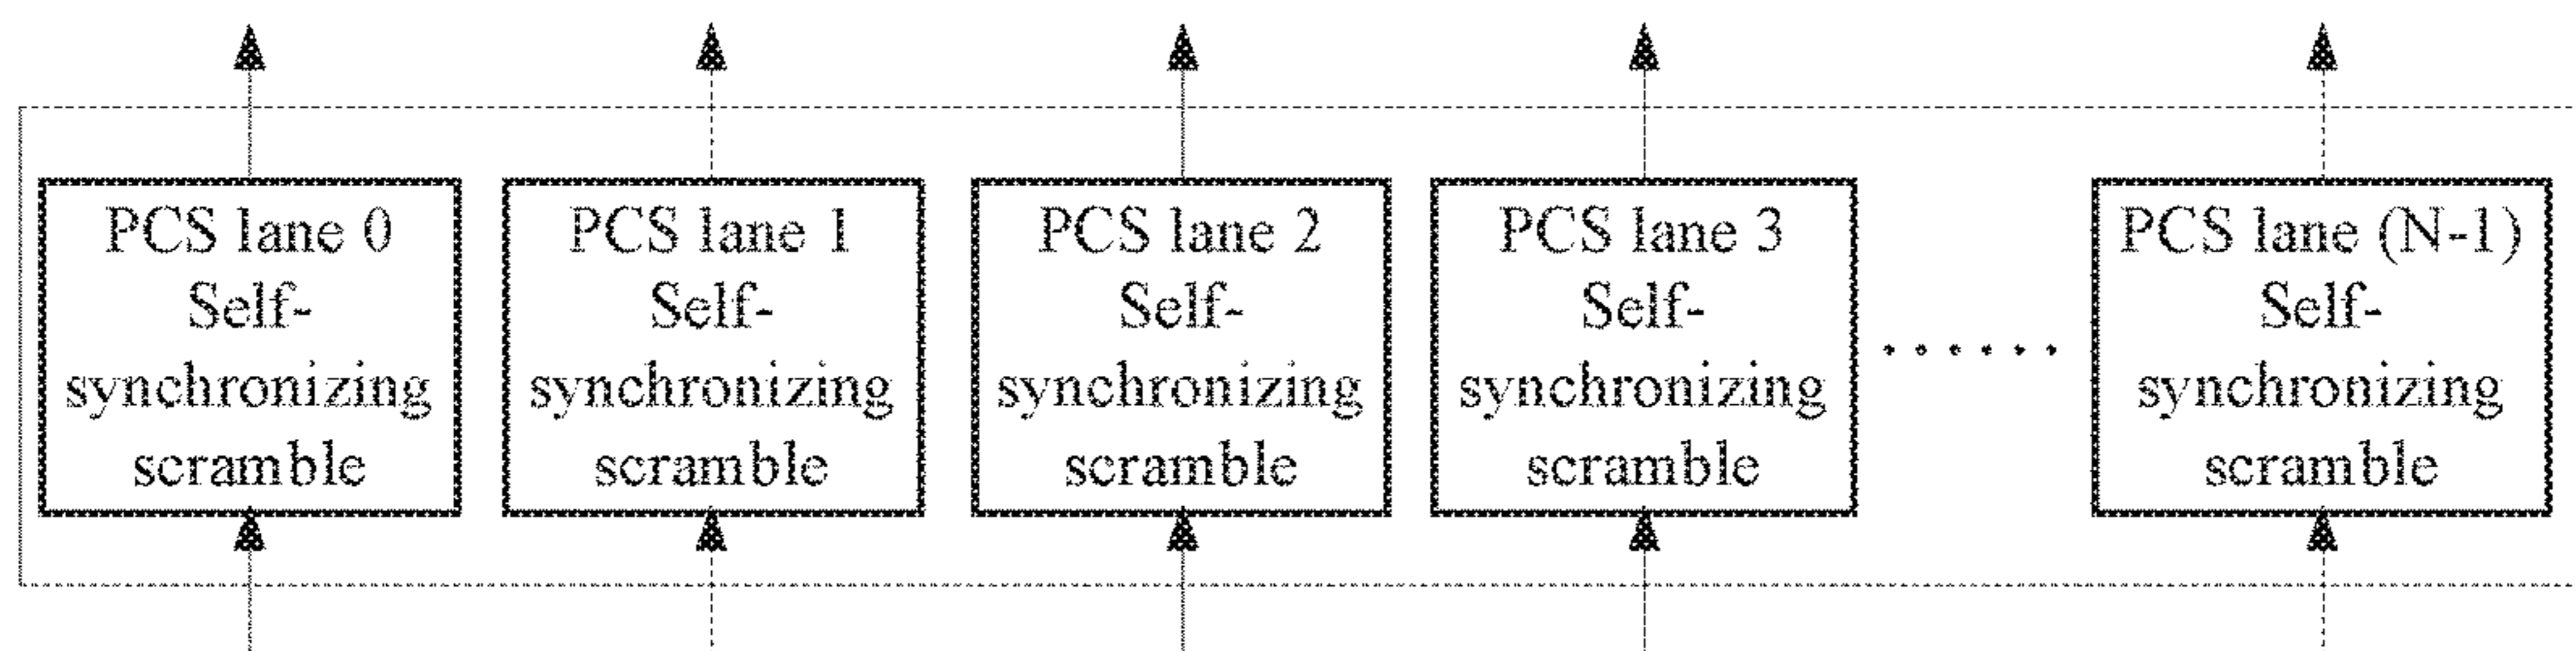 PCS lane 0
Self-
synchronizing
scramble
PCS lane 1
Self-
synchronizing
scramble
PCS lane 2
Self-
synchronizing
scramble
PCS lane 3
Self-
synchronizing
scramble
......
PCS lane (N-1)
Self-
synchronizing
scramble